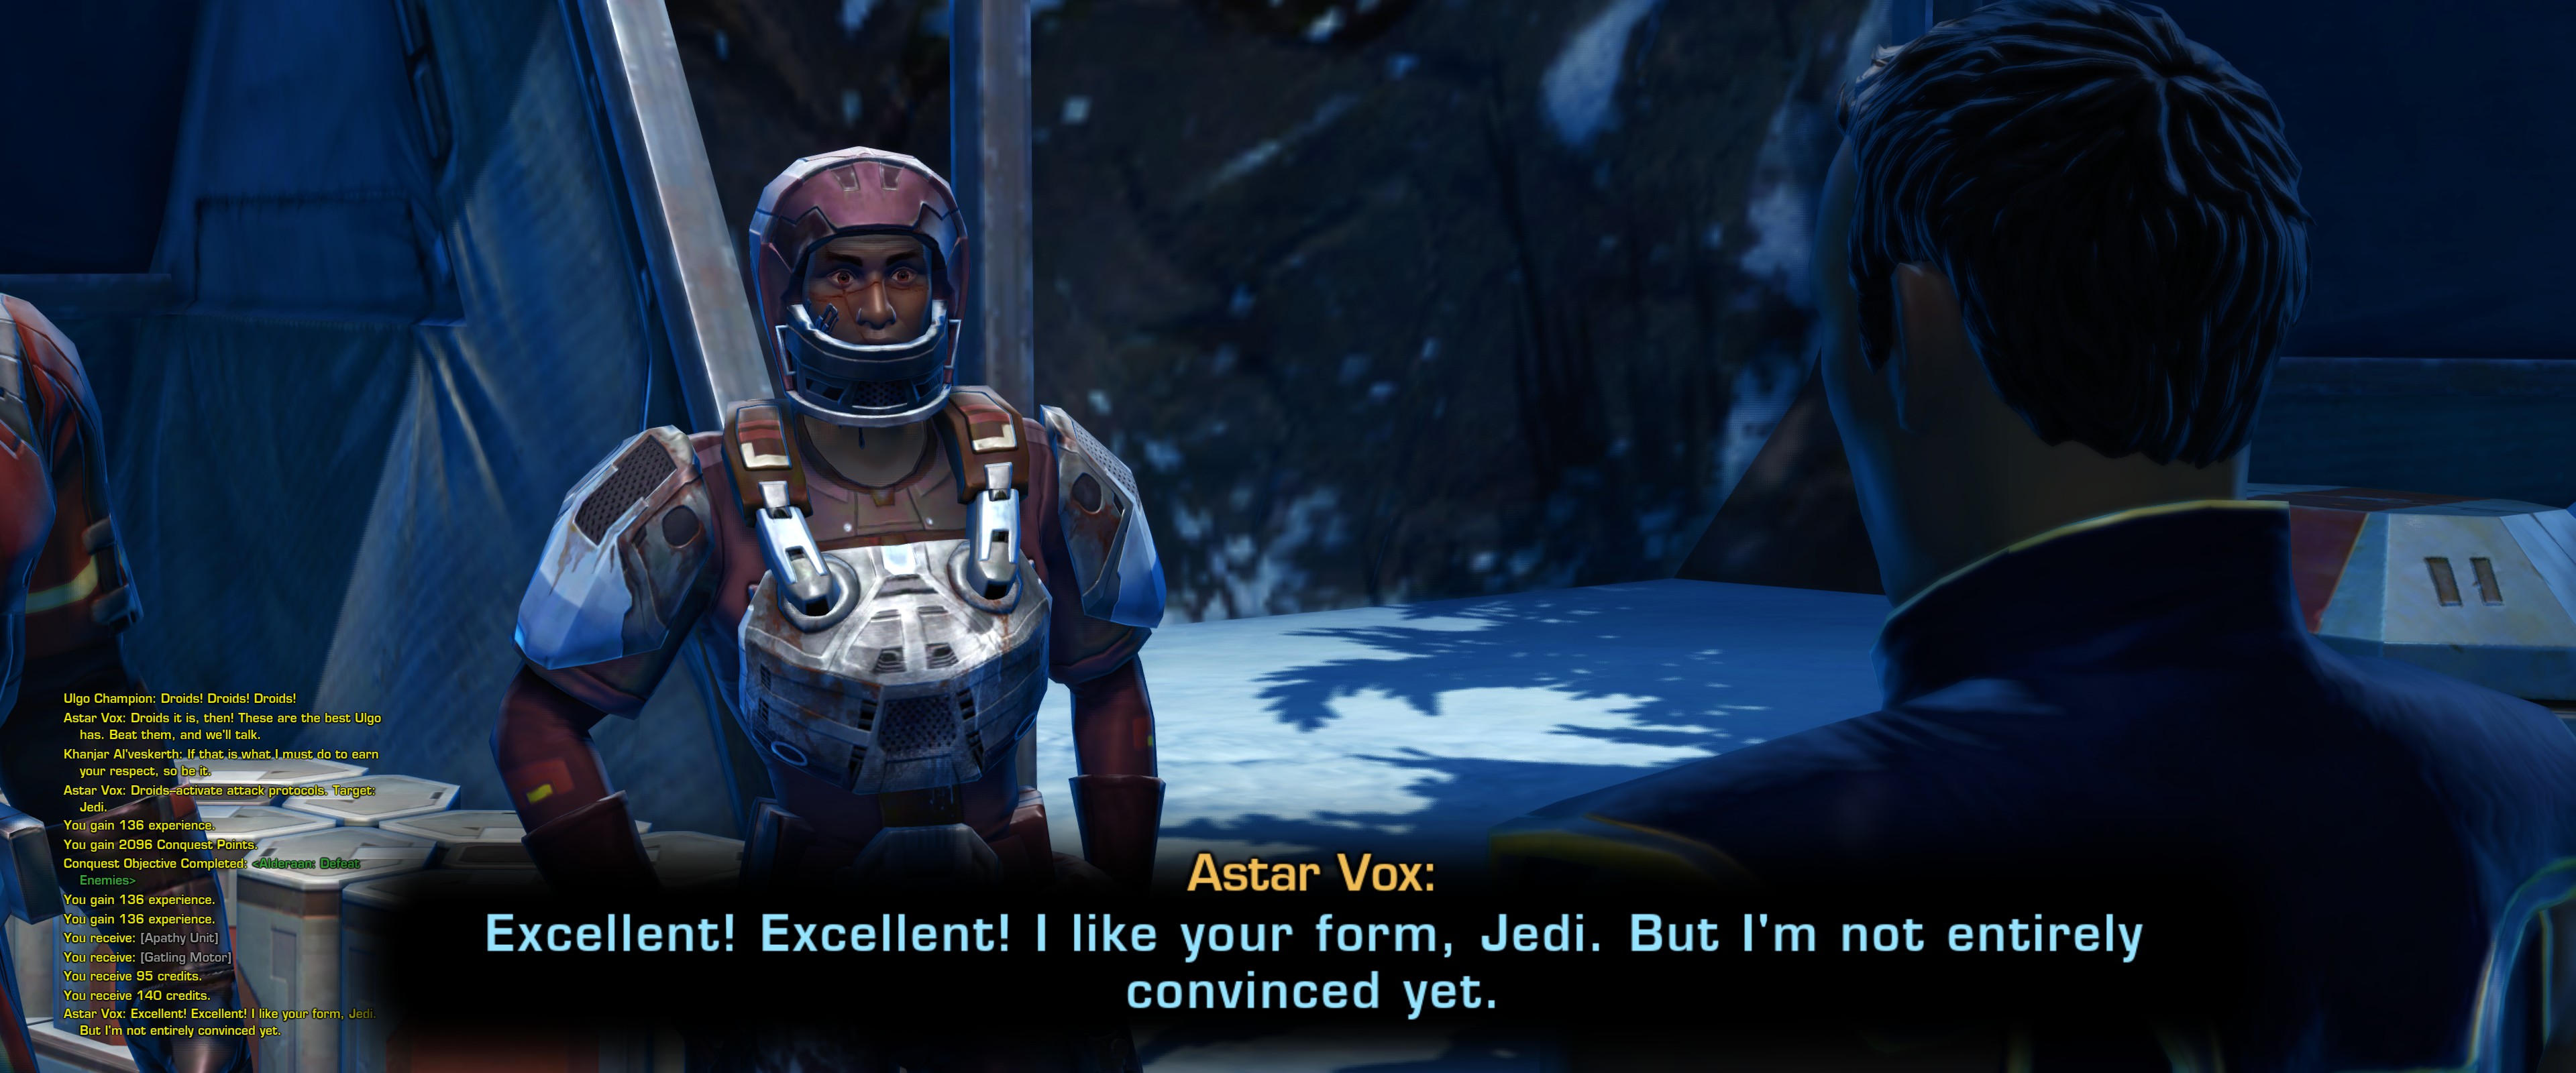 Ulgo Champion: Droids! Droids! Droids!
Astar Vox: Droids it is, then! These are the best Ulgo
has. Beat them, and we'll talk.
Khanjar Al'veskerth: If that is what I must do to earn
your respect, so be it.
Astar Vox: Droids–activate attack protocols. Target:
Jedi.
You gain 136 experience.
You gain 2096 Conquest Points.
Conquest Objective Completed: <Alderaan: Defeat
Enemies>
You gain 136 experience.
You gain 136 experience.
You receive: [Apathy Unit]
You receive: [Gatling Motor]
You receive 95 credits.
You receive 140 credits.
Astar Vox: Excellent! Excellent! I like your form, Jedi.
But I'm not entirely convinced yet.
Astar Vox:
Excellent! Excellent! I like your form, Jedi. But I'm not entirely
convinced yet.